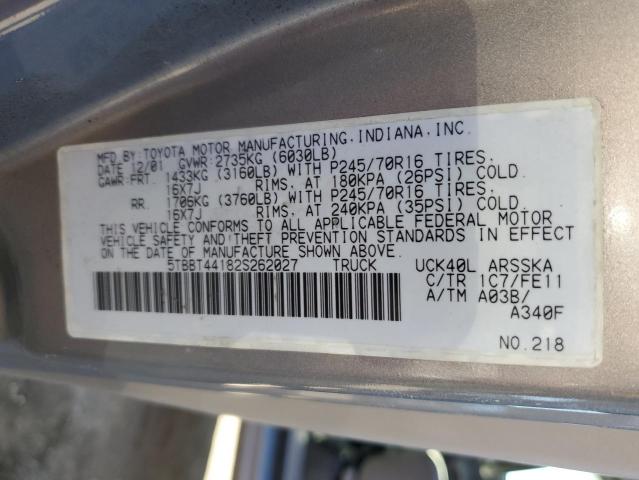 MFD.BY:TOYOTA MOTOR MANUFACTURING,INDIANA,INC.
DATE 12/01 GVWR:2735KG (6030LB)
GAWR:FRT. 1433KG (3160LB) WITH P245/70R16 TIRES.
16X7J RIMS. AT 180KPA (26PSI) COLD.
RR. 1706KG (3760LB) WITH P245/70R16 TIRES.
16X7J RIMS. AT 240KPA (35PSI) COLD.
THIS VEHICLE CONFORMS TO ALL APPLICABLE FEDERAL MOTOR
VEHICLE SAFETY AND THEFT PREVENTION STANDARDS IN EFFECT
ON THE DATE OF MANUFACTURE SHOWN ABOVE.
5TBBT44182S262027 TRUCK UCK40L ARSSKA
C/TR 1C7/FE11
A/TM A03B/
A340F
NO.218